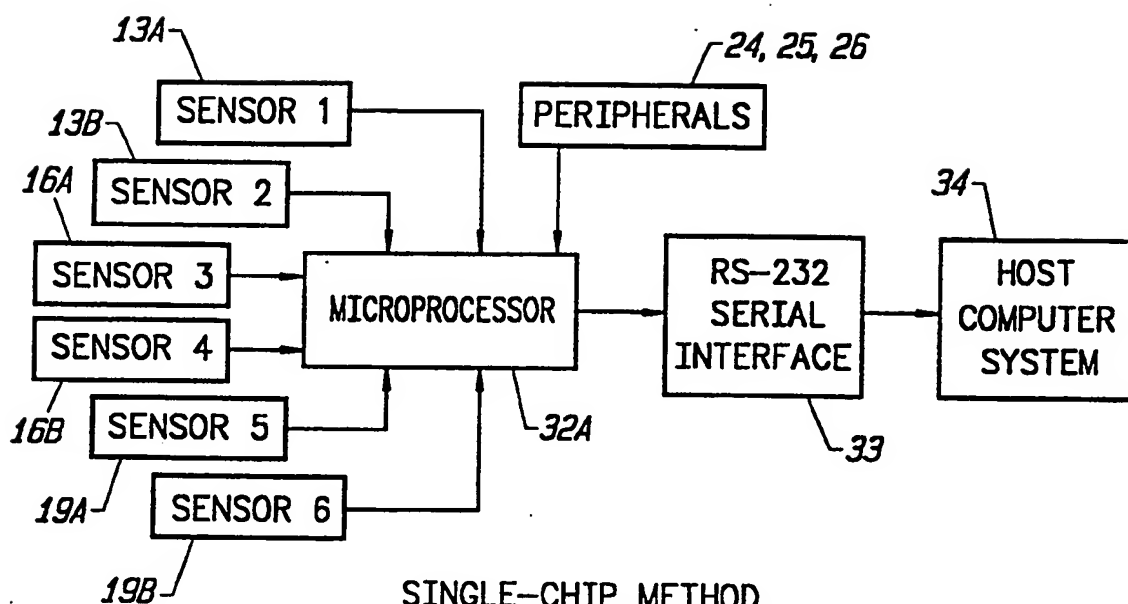 13A
24, 25, 26
SENSOR 1
PERIPHERALS
13B
SENSOR 2
16A
34
SENSOR 3
MICROPROCESSOR
RS-232
SERIAL
INTERFACE
HOST
COMPUTER
SYSTEM
SENSOR 4
16B
SENSOR 5
32A
33
19A
SENSOR 6
19B
SINGLE-CHIP METHOD